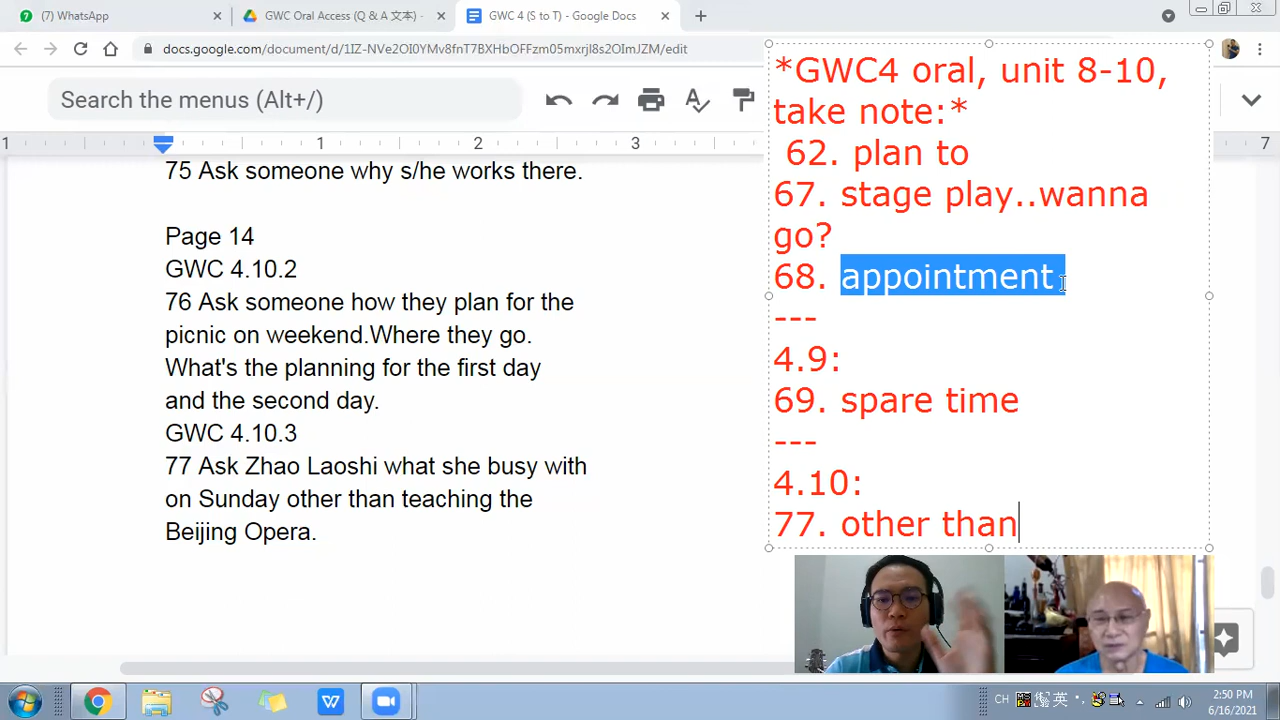 (7) WhatsApp
GWC Oral Access (Q & A 文本) -
GWC 4 (S to T) - Google Docs
docs.google.com/document/d/1IZ-NVe2OI0YMv8fnT7BXHbOFFzm05mxrjl8s2OImJZM/edit
Search the menus (Alt+/)
1 1 2 3 7
75 Ask someone why s/he works there.
Page 14
GWC 4.10.2
76 Ask someone how they plan for the
picnic on weekend.Where they go.
What's the planning for the first day
and the second day.
GWC 4.10.3
77 Ask Zhao Laoshi what she busy with
on Sunday other than teaching the
Beijing Opera.
*GWC4 oral, unit 8-10,
take note:*
62. plan to
67. stage play..wanna
go?
68. appointment
---
4.9:
69. spare time
---
4.10:
77. other than
CH
英
2:50 PM
6/16/2021